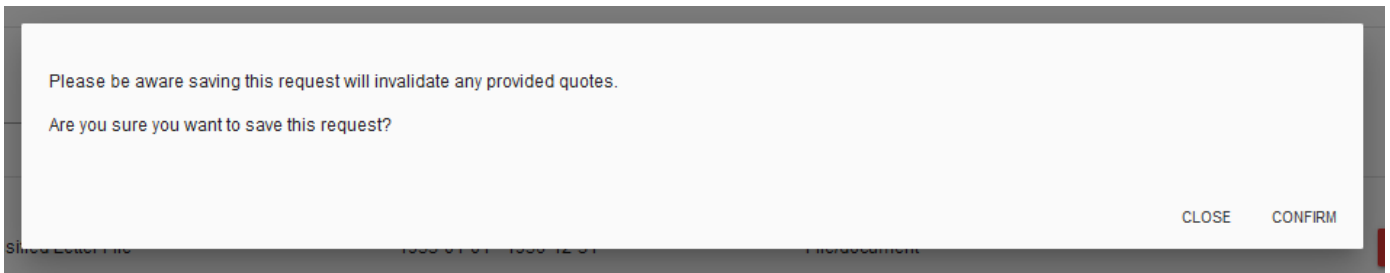 Please be aware saving this request will invalidate any provided quotes.
Are you sure you want to save this request?
CLOSE CONFIRM